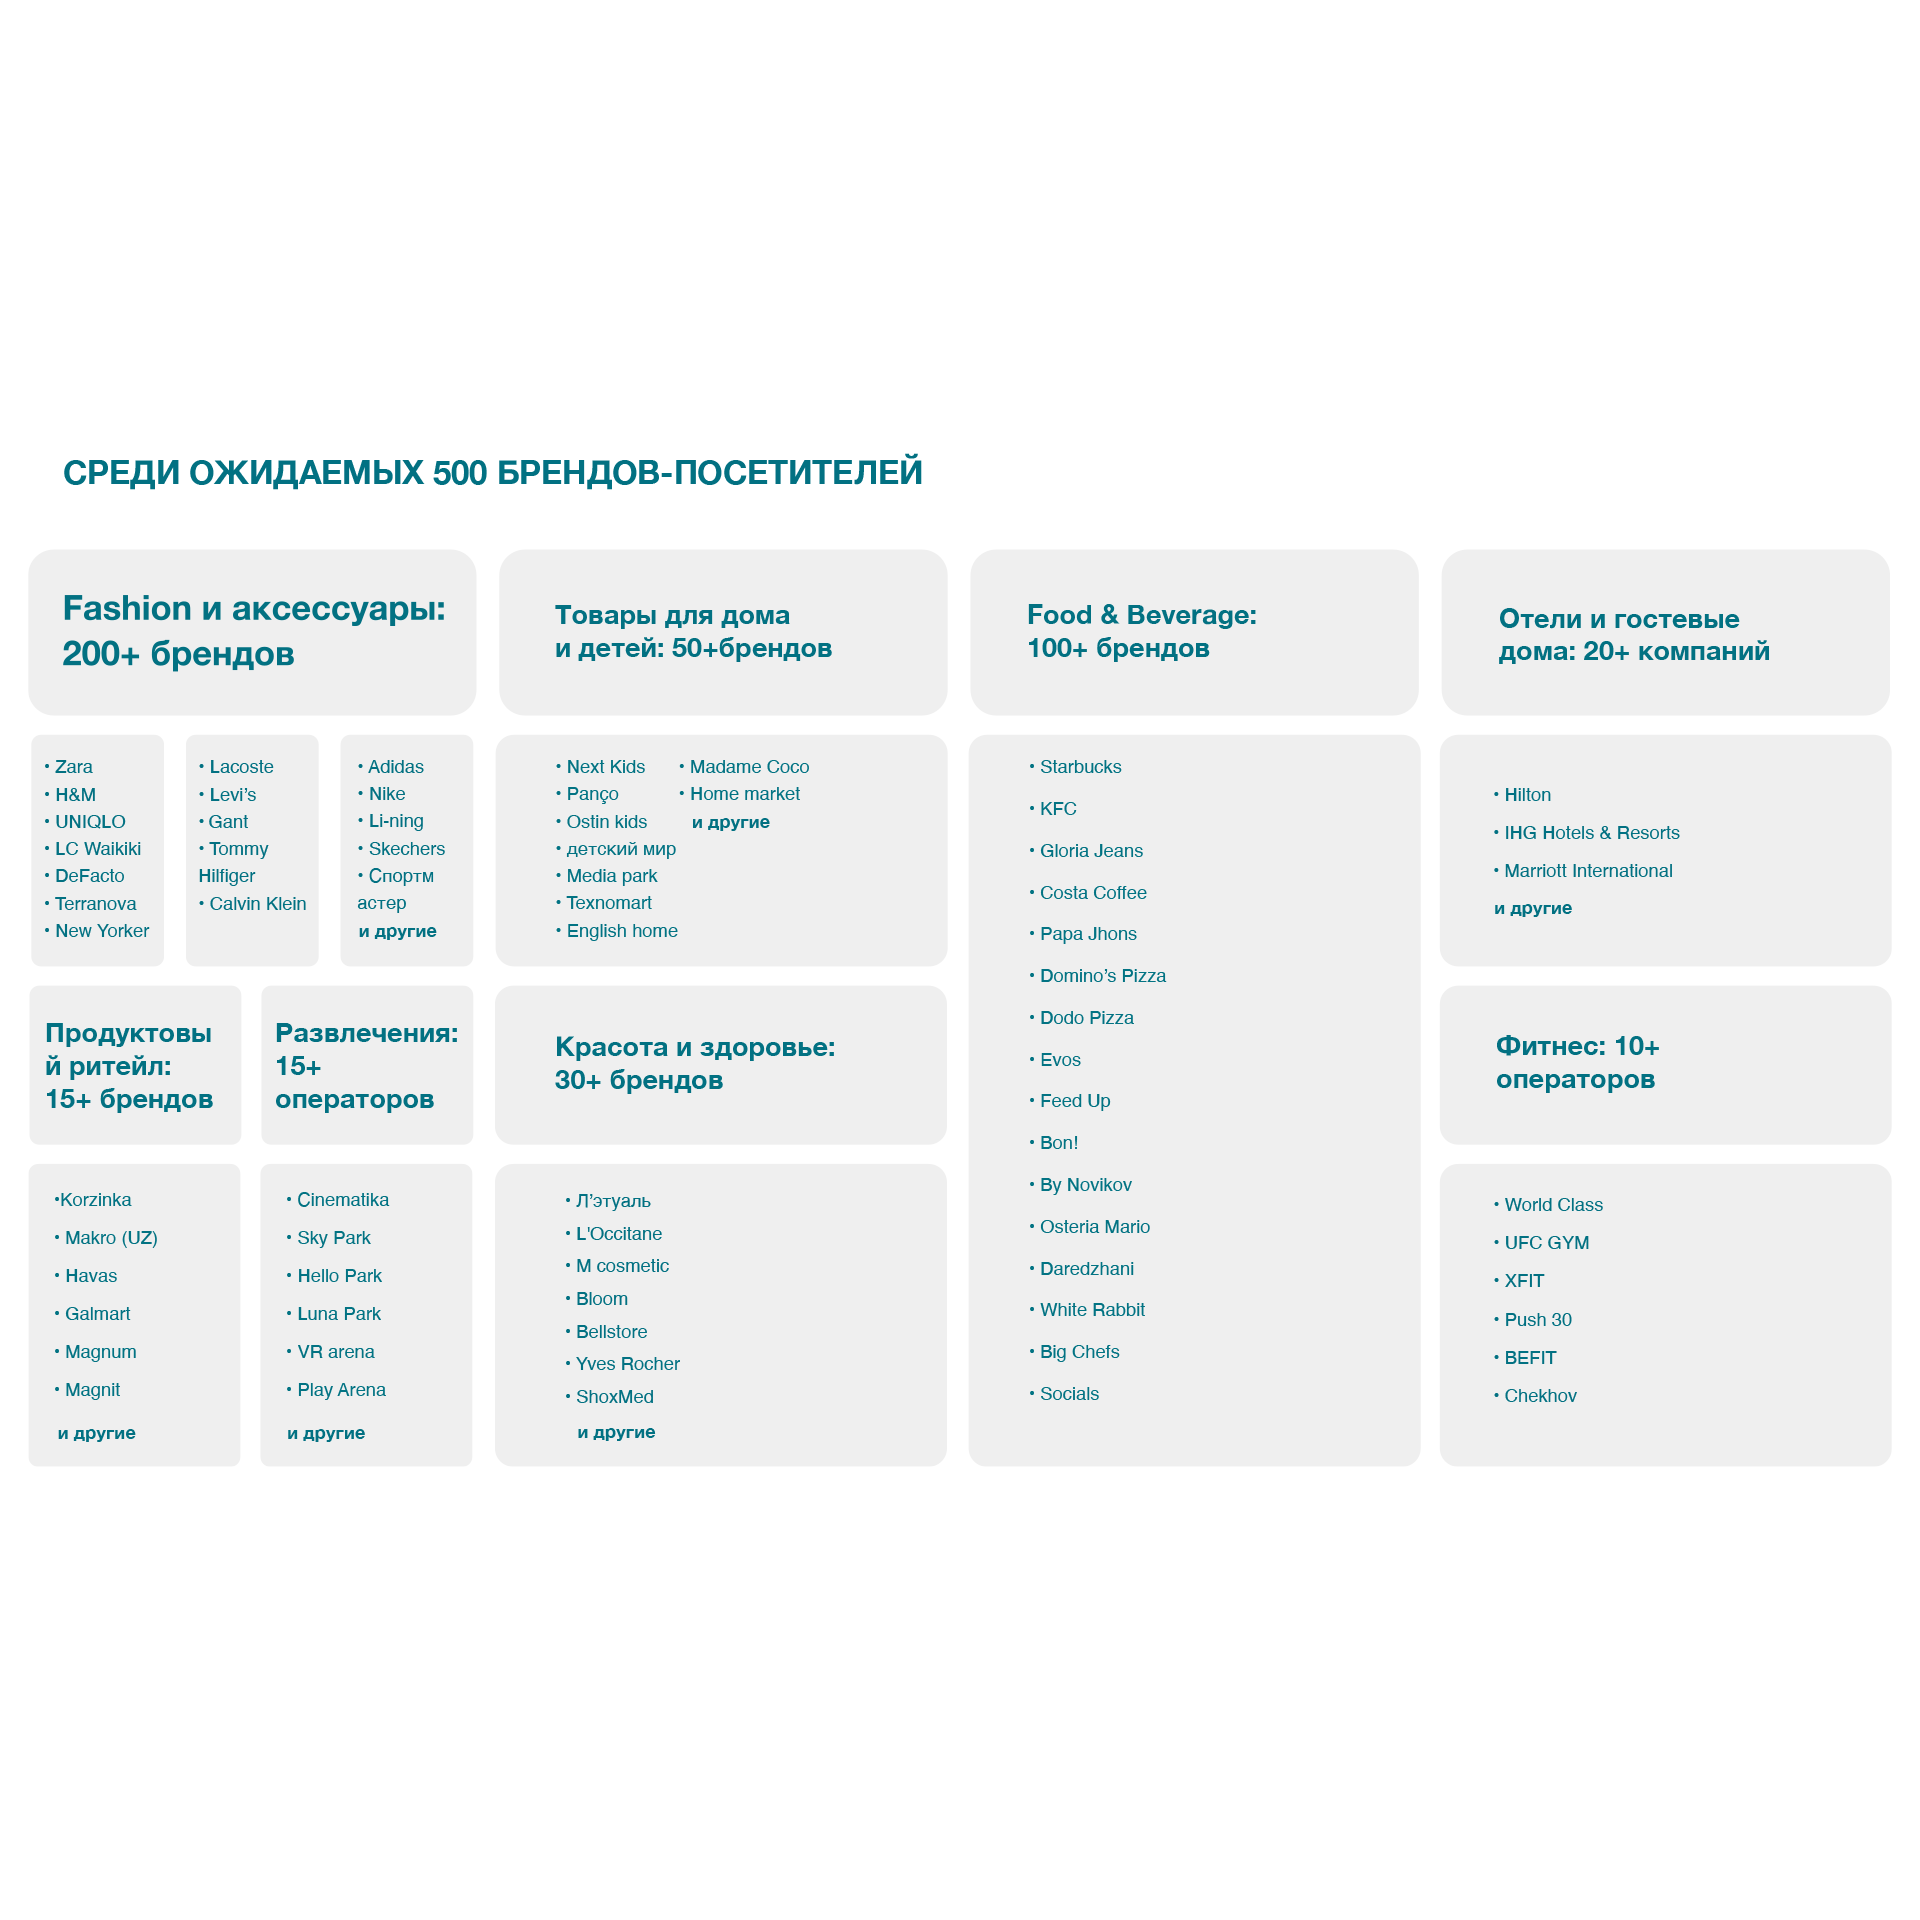 СРЕДИ ОЖИДАЕМЫХ 500 БРЕНДОВ-ПОСЕТИТЕЛЕЙ
Fashion и аксессуары:
200+ брендов
• Zara
• H&M
• UNIQLO
• LC Waikiki
• DeFacto
• Terranova
• New Yorker
• Lacoste
• Levi’s
• Gant
• Tommy
Hilfiger
• Calvin Klein
• Adidas
• Nike
• Li-ning
• Skechers
• Спортм
астер
и другие
Товары для дома
и детей: 50+брендов
• Next Kids
• Panço
• Ostin kids
• детский мир
• Media park
• Texnomart
• English home
• Madame Coco
• Home market
и другие
Food & Beverage:
100+ брендов
• Starbucks
• KFC
• Gloria Jeans
• Costa Coffee
• Papa Jhons
• Domino’s Pizza
• Dodo Pizza
• Evos
• Feed Up
• Bon!
• By Novikov
• Osteria Mario
• Daredzhani
• White Rabbit
• Big Chefs
• Socials
Отели и гостевые
дома: 20+ компаний
• Hilton
• IHG Hotels & Resorts
• Marriott International
и другие
Продуктовы
й ритейл:
15+ брендов
•Korzinka
• Makro (UZ)
• Havas
• Galmart
• Magnum
• Magnit
и другие
Развлечения:
15+
операторов
• Cinematika
• Sky Park
• Hello Park
• Luna Park
• VR arena
• Play Arena
и другие
Красота и здоровье:
30+ брендов
• Л’этуаль
• L'Occitane
• M cosmetic
• Bloom
• Bellstore
• Yves Rocher
• ShoxMed
и другие
Фитнес: 10+
операторов
• World Class
• UFC GYM
• XFIT
• Push 30
• BEFIT
• Chekhov